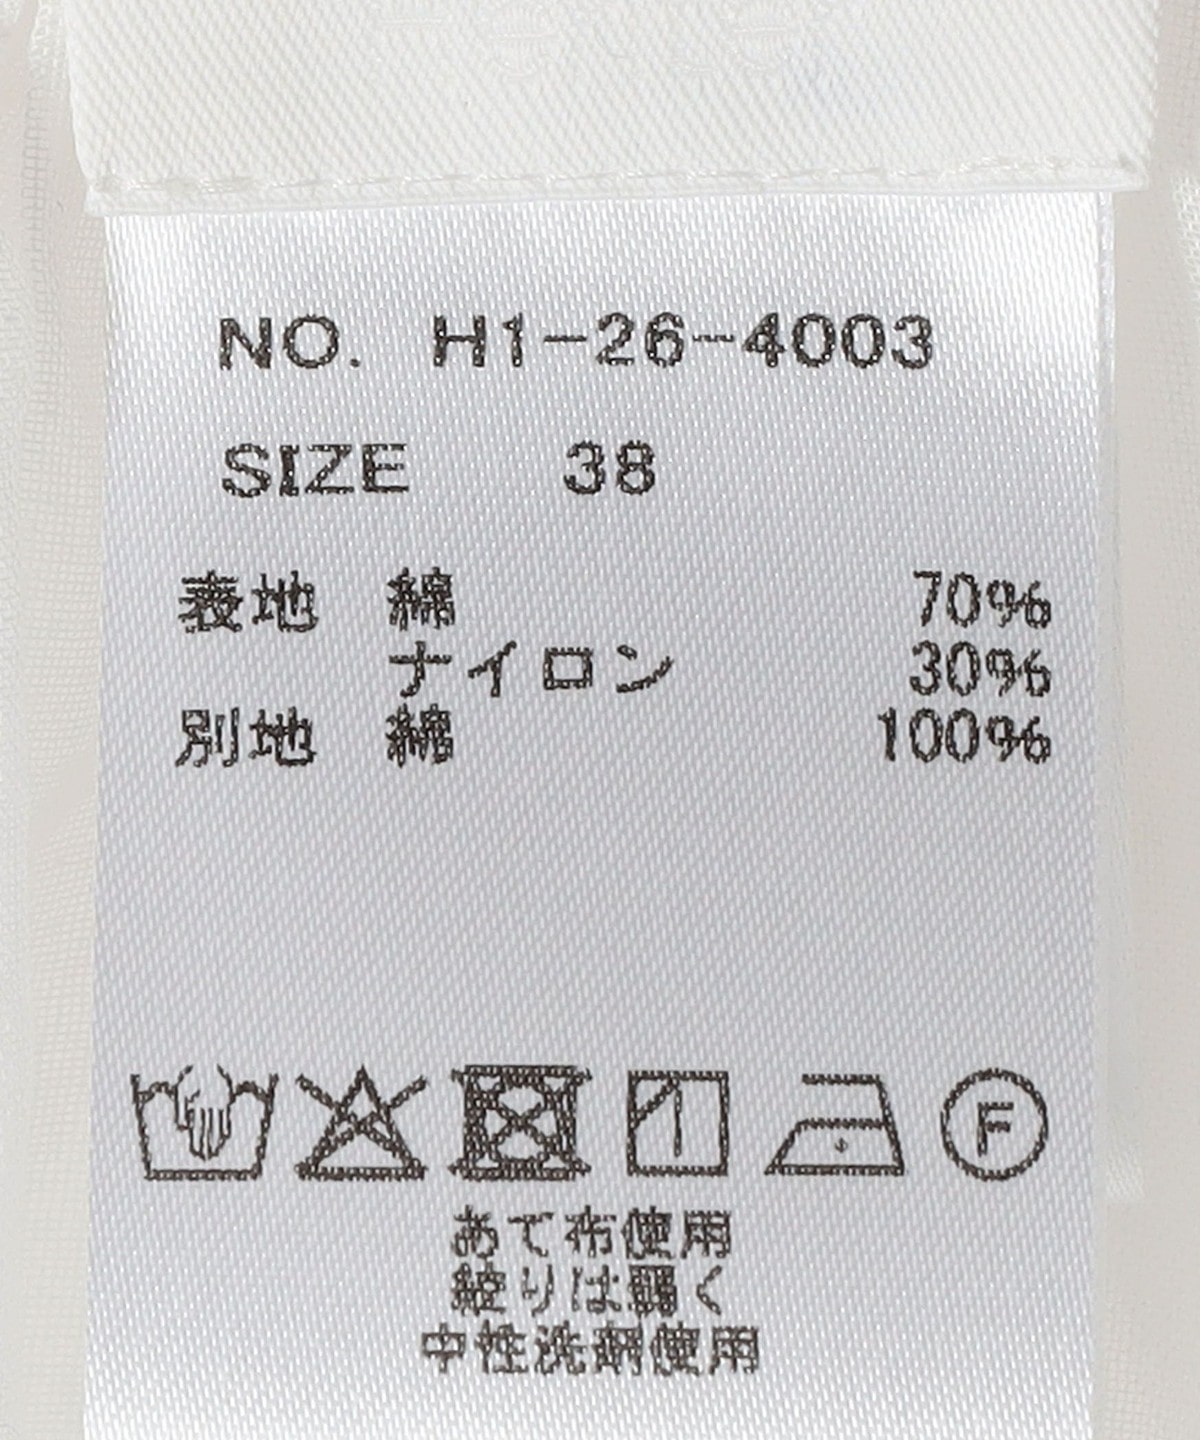 NO. H1-26-4003
SIZE 38
表地 綿 70%
ナイロン 30%
別地 綿 100%
F
あて布使用
絞りは弱く
中性洗剤使用